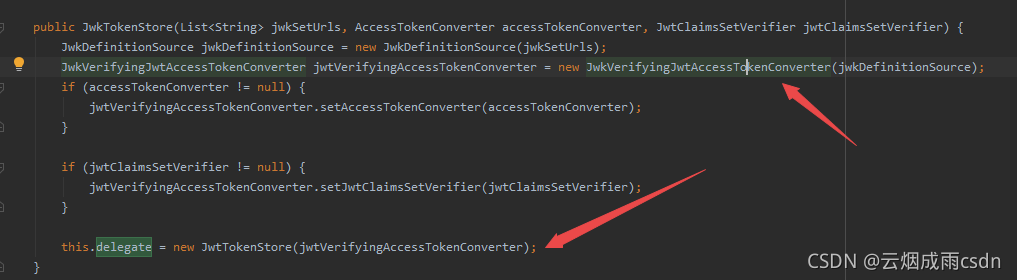 public JwkTokenStore(List<String> jwkSetUrls, AccessTokenConverter accessTokenConverter, JwtClaimsSetVerifier jwtClaimsSetVerifier) {
JwkDefinitionSource jwkDefinitionSource = new JwkDefinitionSource(jwkSetUrls);
JwkVerifyingJwtAccessTokenConverter jwtVerifyingAccessTokenConverter = new JwkVerifyingJwtAccessTokenConverter(jwkDefinitionSource);
if (accessTokenConverter != null) {
jwtVerifyingAccessTokenConverter.setAccessTokenConverter(accessTokenConverter);
}
if (jwtClaimsSetVerifier != null) {
jwtVerifyingAccessTokenConverter.setJwtClaimsSetVerifier(jwtClaimsSetVerifier);
}
this.delegate = new JwtTokenStore(jwtVerifyingAccessTokenConverter);
}
CSDN @云烟成雨csdn